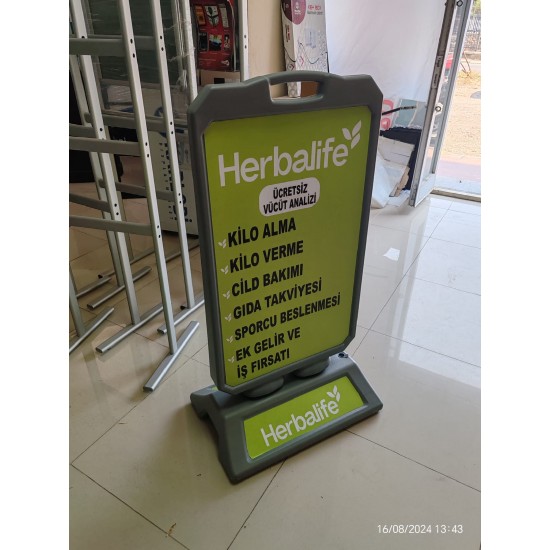 Herbalife
ÜCRETSİZ
VÜCÜT ANALİZİ
KİLO ALMA
KİLO VERME
CİLD BAKIMI
GIDA TAKVİYESİ
SPORCU BESLENMESİ
EK GELİR VE
İŞ FIRSATI
Herbalife
16/08/2024 13:43